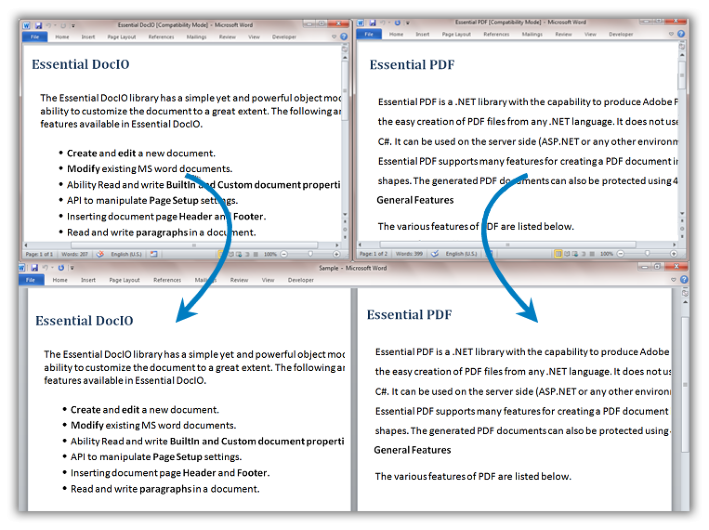 Essential DocIO [Compatibility Mode] - Microsoft Word
File Home Insert Page Layout References Mailings Review View Developer
Essential DocIO
The Essential DocIO library has a simple yet and powerful object mod
ability to customize the document to a great extent. The following ar
features available in Essential DocIO.
• Create and edit a new document.
• Modify existing MS word documents.
• Ability Read and write BuiltIn and Custom document properti
• API to manipulate Page Setup settings.
• Inserting document page Header and Footer.
• Read and write paragraphs in a document.
Page: 1 of 1 Words: 207 English (U.S.) 100%
Essential PDF [Compatibility Mode] - Microsoft Word
File Home Insert Page Layout References Mailings Review View Developer
Essential PDF
Essential PDF is a .NET library with the capability to produce Adobe P
the easy creation of PDF files from any .NET language. It does not use
C#. It can be used on the server side (ASP.NET or any other environm
Essential PDF supports many features for creating a PDF document i
shapes. The generated PDF documents can also be protected using 4
General Features
The various features of PDF are listed below.
Page: 1 of 2 Words: 399 English (U.S.) 100%
Sample - Microsoft Word
File Home Insert Page Layout References Mailings Review View Developer
Essential DocIO
The Essential DocIO library has a simple yet and powerful object mod
ability to customize the document to a great extent. The following ar
features available in Essential DocIO.
• Create and edit a new document.
• Modify existing MS word documents.
• Ability Read and write BuiltIn and Custom document properti
• API to manipulate Page Setup settings.
• Inserting document page Header and Footer.
• Read and write paragraphs in a document.
Essential PDF
Essential PDF is a .NET library with the capability to produce Adobe
the easy creation of PDF files from any .NET language. It does not us
C#. It can be used on the server side (ASP.NET or any other environ
Essential PDF supports many features for creating a PDF document
shapes. The generated PDF documents can also be protected using
General Features
The various features of PDF are listed below.